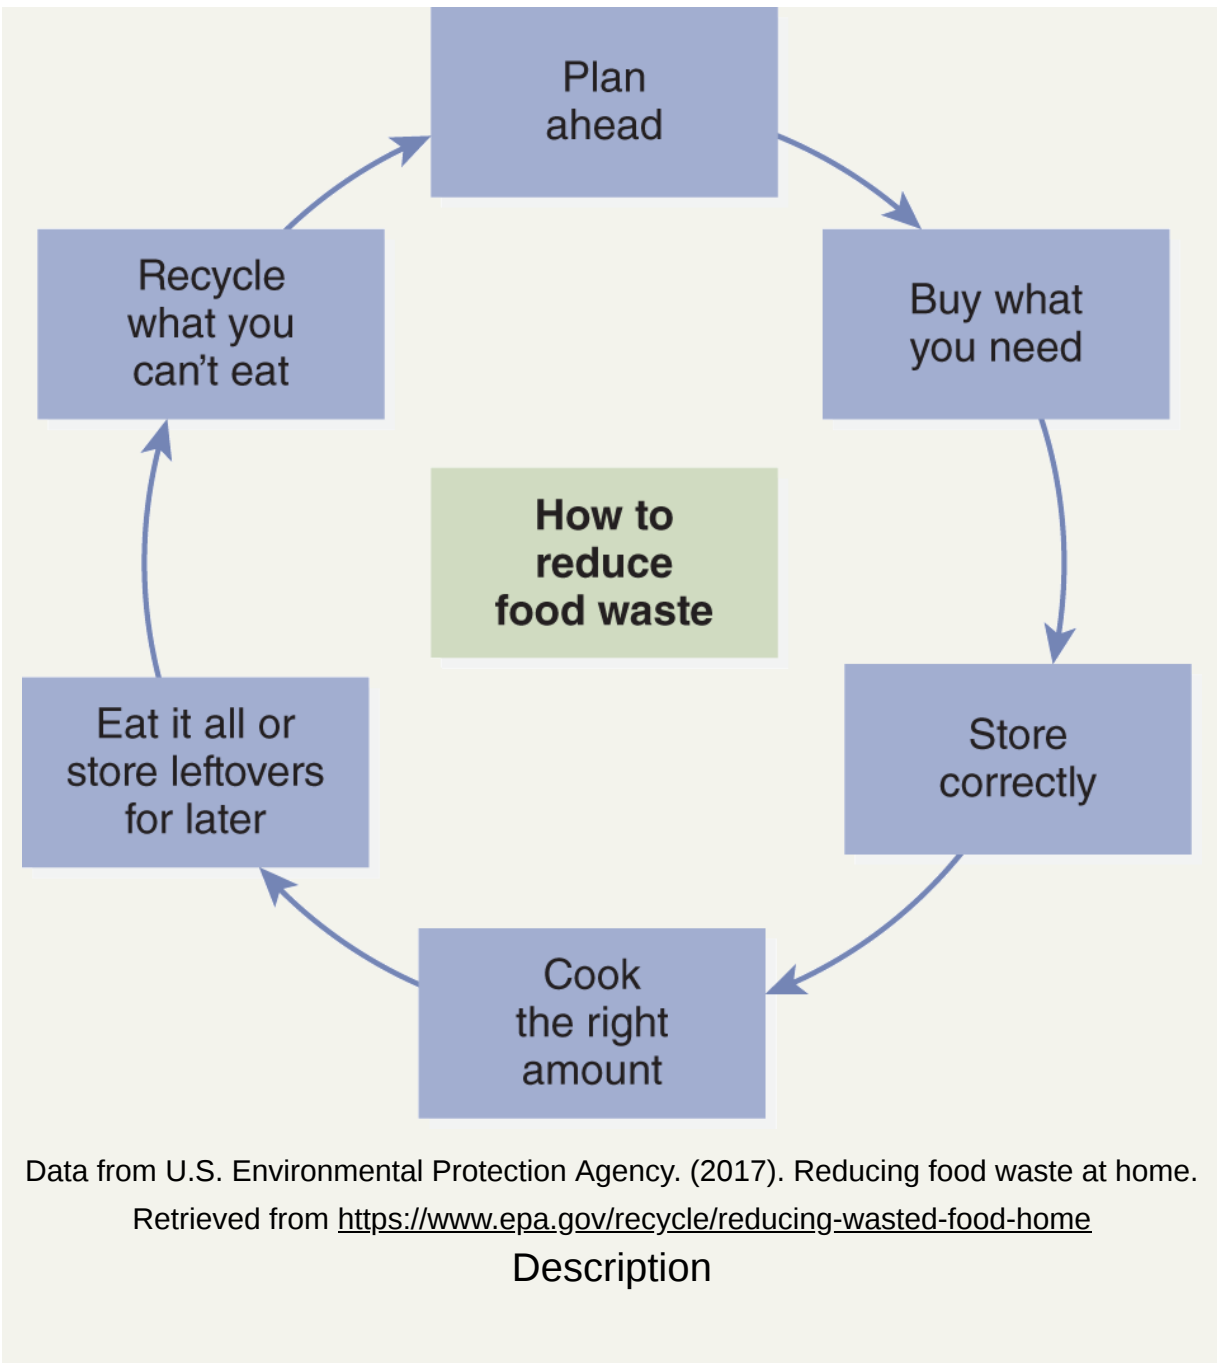 Plan
ahead
Buy what
you need
Store
correctly
Cook
the right
amount
Eat it all or
store leftovers
for later
Recycle
what you
can’t eat
How to
reduce
food waste
Data from U.S. Environmental Protection Agency. (2017). Reducing food waste at home.
Retrieved from https://www.epa.gov/recycle/reducing-wasted-food-home
Description